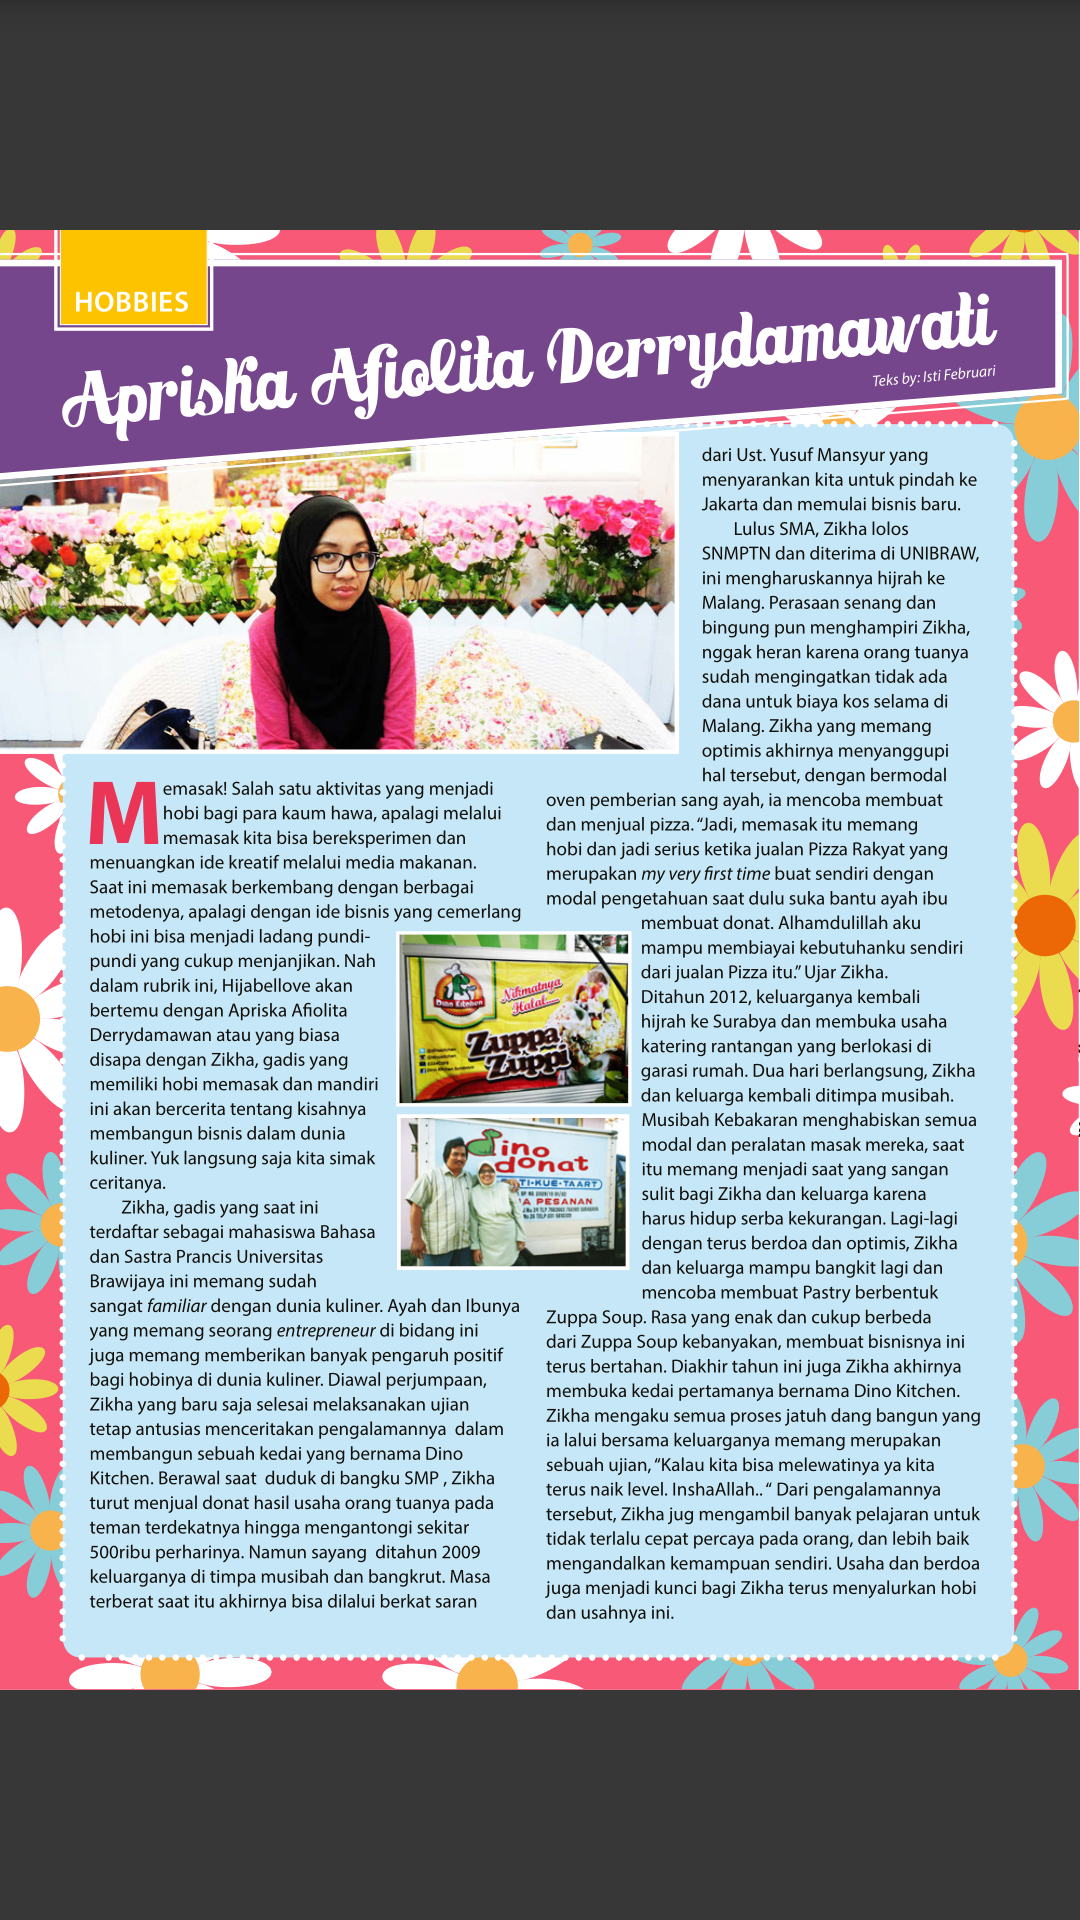 HOBBIES
Apriska Afiolita Derrydamawati
Teks by: Isti Februari
Memasak! Salah satu aktivitas yang menjadi
hobi bagi para kaum hawa, apalagi melalui
memasak kita bisa bereksperimen dan
menuangkan ide kreatif melalui media makanan.
Saat ini memasak berkembang dengan berbagai
metodenya, apalagi dengan ide bisnis yang cemerlang
hobi ini bisa menjadi ladang pundi-
pundi yang cukup menjanjikan. Nah
dalam rubrik ini, Hijabellove akan
bertemu dengan Apriska Afiolita
Derrydamawan atau yang biasa
disapa dengan Zikha, gadis yang
memiliki hobi memasak dan mandiri
ini akan bercerita tentang kisahnya
membangun bisnis dalam dunia
kuliner. Yuk langsung saja kita simak
ceritanya.
Zikha, gadis yang saat ini
terdaftar sebagai mahasiswa Bahasa
dan Sastra Prancis Universitas
Brawijaya ini memang sudah
sangat familiar dengan dunia kuliner. Ayah dan Ibunya
yang memang seorang entrepreneur di bidang ini
juga memang memberikan banyak pengaruh positif
bagi hobinya di dunia kuliner. Diawal perjumpaan,
Zikha yang baru saja selesai melaksanakan ujian
tetap antusias menceritakan pengalamannya  dalam
membangun sebuah kedai yang bernama Dino
Kitchen. Berawal saat  duduk di bangku SMP , Zikha
turut menjual donat hasil usaha orang tuanya pada
teman terdekatnya hingga mengantongi sekitar
500ribu perharinya. Namun sayang  ditahun 2009
keluarganya di timpa musibah dan bangkrut. Masa
terberat saat itu akhirnya bisa dilalui berkat saran
dari Ust. Yusuf Mansyur yang
menyarankan kita untuk pindah ke
Jakarta dan memulai bisnis baru.
Lulus SMA, Zikha lolos
SNMPTN dan diterima di UNIBRAW,
ini mengharuskannya hijrah ke
Malang. Perasaan senang dan
bingung pun menghampiri Zikha,
nggak heran karena orang tuanya
sudah mengingatkan tidak ada
dana untuk biaya kos selama di
Malang. Zikha yang memang
optimis akhirnya menyanggupi
hal tersebut, dengan bermodal
oven pemberian sang ayah, ia mencoba membuat
dan menjual pizza. “Jadi, memasak itu memang
hobi dan jadi serius ketika jualan Pizza Rakyat yang
merupakan my very first time buat sendiri dengan
modal pengetahuan saat dulu suka bantu ayah ibu
membuat donat. Alhamdulillah aku
mampu membiayai kebutuhanku sendiri
dari jualan Pizza itu.” Ujar Zikha.
Ditahun 2012, keluarganya kembali
hijrah ke Surabya dan membuka usaha
katering rantangan yang berlokasi di
garasi rumah. Dua hari berlangsung, Zikha
dan keluarga kembali ditimpa musibah.
Musibah Kebakaran menghabiskan semua
modal dan peralatan masak mereka, saat
itu memang menjadi saat yang sangan
sulit bagi Zikha dan keluarga karena
harus hidup serba kekurangan. Lagi-lagi
dengan terus berdoa dan optimis, Zikha
dan keluarga mampu bangkit lagi dan
mencoba membuat Pastry berbentuk
Zuppa Soup. Rasa yang enak dan cukup berbeda
dari Zuppa Soup kebanyakan, membuat bisnisnya ini
terus bertahan. Diakhir tahun ini juga Zikha akhirnya
membuka kedai pertamanya bernama Dino Kitchen.
Zikha mengaku semua proses jatuh dang bangun yang
ia lalui bersama keluarganya memang merupakan
sebuah ujian, “Kalau kita bisa melewatinya ya kita
terus naik level. InshaAllah.. “ Dari pengalamannya
tersebut, Zikha jug mengambil banyak pelajaran untuk
tidak terlalu cepat percaya pada orang, dan lebih baik
mengandalkan kemampuan sendiri. Usaha dan berdoa
juga menjadi kunci bagi Zikha terus menyalurkan hobi
dan usahnya ini.
Dino Kitchen
Nikmatnya
Halal....
Zuppa
Zuppi
ino
donat
TI-KUE-TAART
A PESANAN